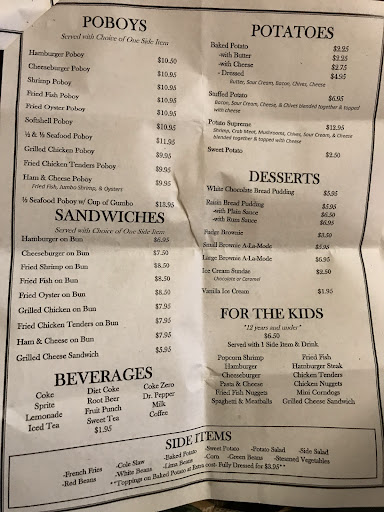 POBOYS
Served with Choice of One Side Item
Hamburger Poboy $10.50
Cheeseburger Poboy $10.95
Shrimp Poboy $10.95
Fried Fish Poboy $10.95
Fried Oyster Poboy $10.95
Softshell Poboy $10.95
½ & ½ Seafood Poboy $11.95
Grilled Chicken Poboy $9.95
Fried Chicken Tenders Poboy $9.95
Ham & Cheese Poboy $9.95
Fried Fish, Jumbo Shrimp, & Oysters
½ Seafood Poboy w/ Cup of Gumbo $13.95
SANDWICHES
Served with Choice of One Side Item
Hamburger on Bun $6.95
Cheeseburger on Bun $7.50
Fried Shrimp on Bun $8.50
Fried Fish on Bun $8.50
Fried Oyster on Bun $8.50
Grilled Chicken on Bun $7.95
Fried Chicken Tenders on Bun $7.95
Ham & Cheese on Bun $7.95
Grilled Cheese Sandwich $5.95
BEVERAGES
Coke Diet Coke Coke Zero
Sprite Root Beer Dr. Pepper
Lemonade Fruit Punch Milk
Iced Tea Sweet Tea Coffee
$1.95
POTATOES
Baked Potato $2.25
-with Butter $2.25
-with Cheese $2.75
- Dressed $4.95
Butter, Sour Cream, Bacon, Chives, Cheese
Stuffed Potato $6.95
Bacon, Sour Cream, Cheese, & Chives blended together & topped
with cheese
Potato Supreme $12.95
Shrimp, Crab Meat, Mushrooms, Chives, Sour Cream, & Cheese
blended together & topped with Cheese
Sweet Potato $2.50
DESSERTS
White Chocolate Bread Pudding $5.95
Raisin Bread Pudding $5.95
-with Plain Sauce $6.50
-with Rum Sauce $6.95
Fudge Brownie $3.50
Small Brownie A-La-Mode $5.95
Large Brownie A-La-Mode $6.95
Ice Cream Sundae $2.50
Chocolate or Caramel
Vanilla Ice Cream $1.95
FOR THE KIDS
"12 years and under"
$6.50
Served with 1 Side Item & Drink
Popcorn Shrimp Fried Fish
Hamburger Hamburger Steak
Cheeseburger Chicken Tenders
Pasta & Cheese Chicken Nuggets
Fried Fish Nuggets Mini Corndogs
Spaghetti & Meatballs Grilled Cheese Sandwich
SIDE ITEMS
-French Fries -Cole Slaw -Baked Potato -Sweet Potato -Potato Salad -Side Salad
-Red Beans -White Beans -Lima Beans -Corn -Green Beans -Steamed Vegetables
**Toppings on Baked Potato at Extra cost- Fully Dressed for $3.95**